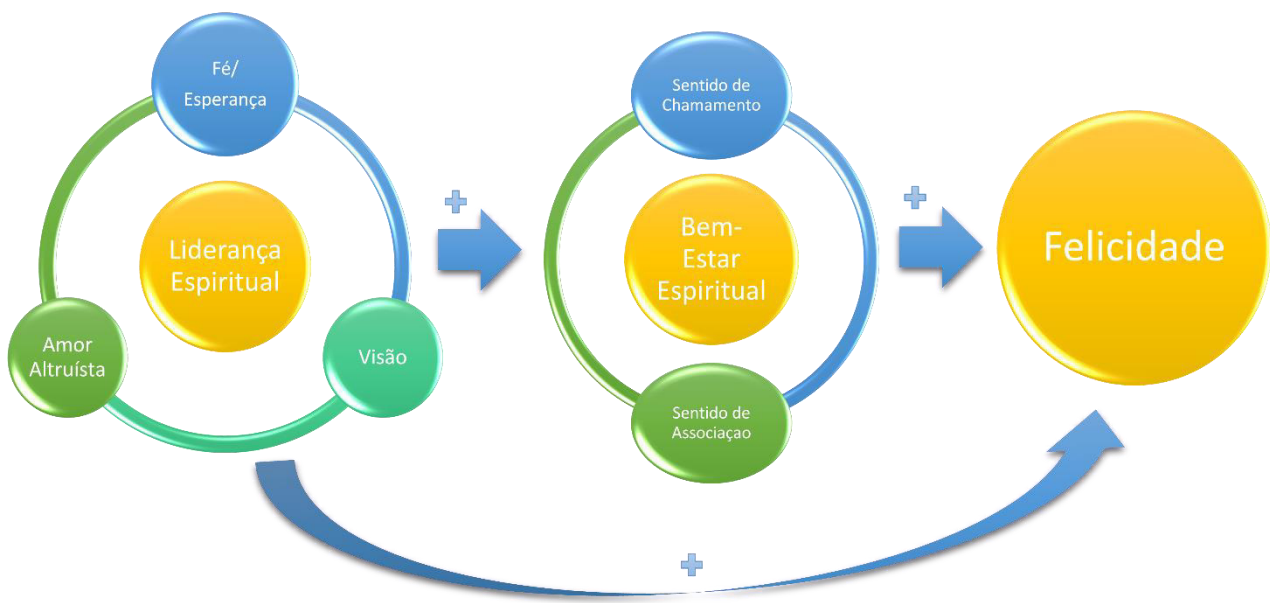 Fé/
Esperança
Liderança
Espiritual
Amor
Altruísta
Visão
Sentido de
Chamamento
Bem-
Estar
Espiritual
Sentido de
Associaçao
Felicidade